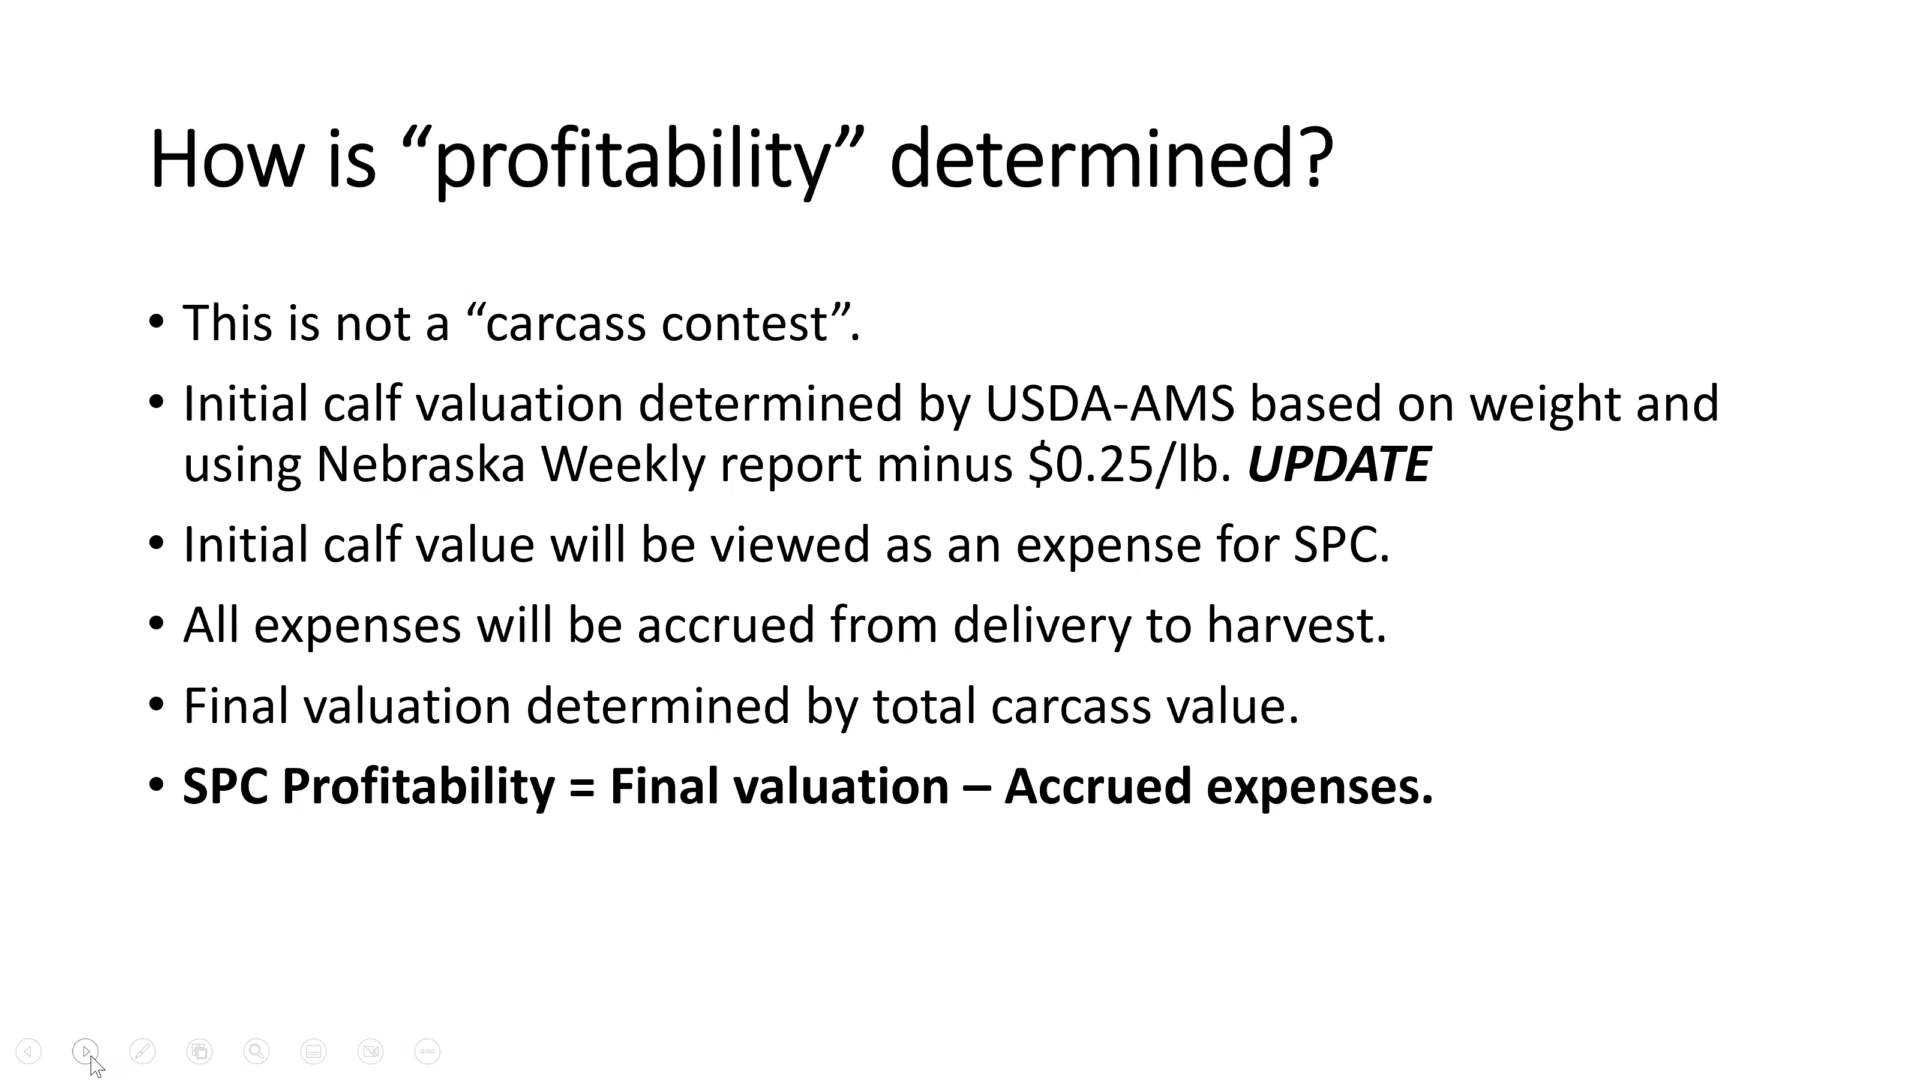 How is “profitability” determined?
• This is not a “carcass contest”.
• Initial calf valuation determined by USDA-AMS based on weight and
using Nebraska Weekly report minus $0.25/lb. UPDATE
• Initial calf value will be viewed as an expense for SPC.
• All expenses will be accrued from delivery to harvest.
• Final valuation determined by total carcass value.
• SPC Profitability = Final valuation – Accrued expenses.